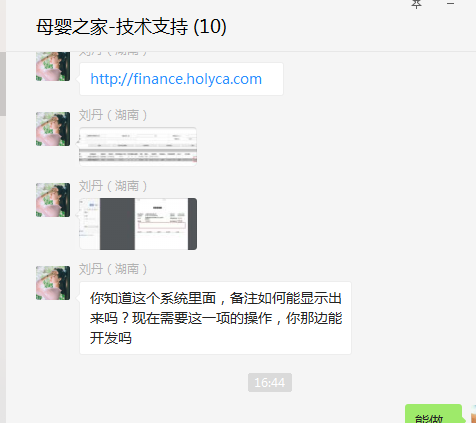 母婴之家-技术支持 (10)
刘丹（湖南）
http://finance.holyca.com
刘丹（湖南）
刘丹（湖南）
刘丹（湖南）
你知道这个系统里面，备注如何能显示出
来吗？现在需要这一项的操作，你那边能
开发吗
16:44
能做